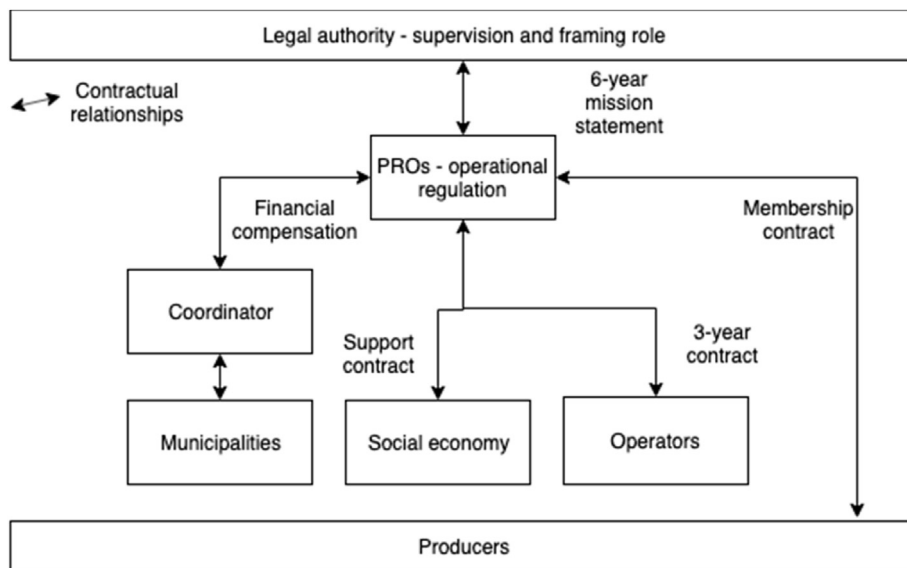 Legal authority - supervision and framing role
Contractual
relationships
6-year
mission
statement
PROs - operational
regulation
Financial
compensation
Membership
contract
Coordinator
Support
contract
3-year
contract
Municipalities
Social economy
Operators
Producers